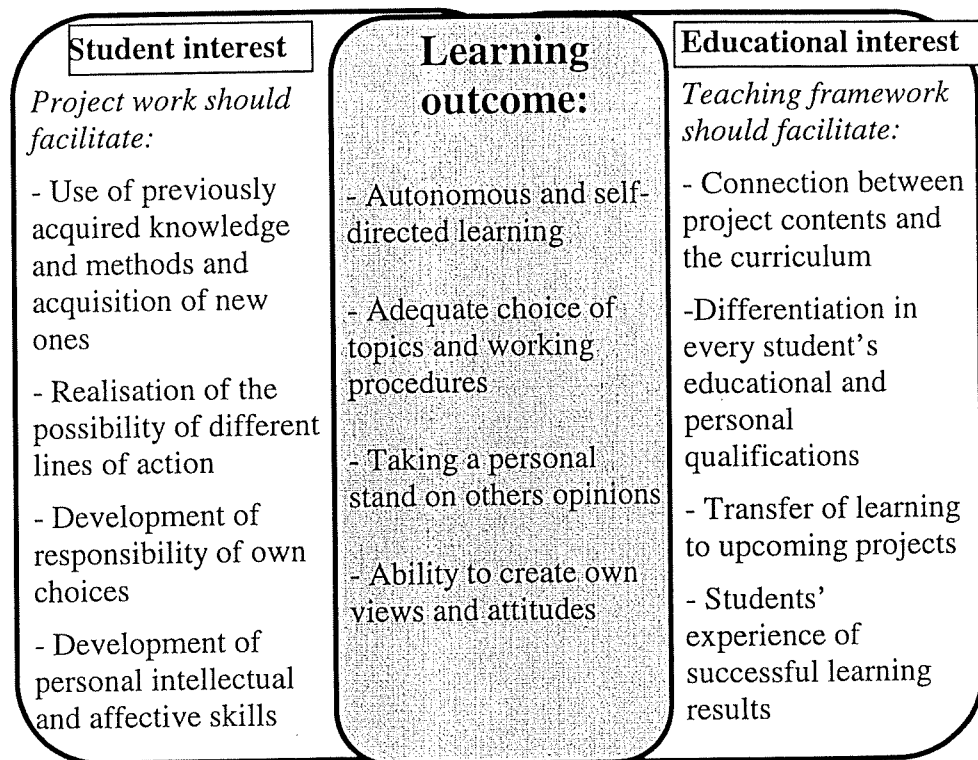 Student interest
Project work should
facilitate:
- Use of previously
acquired knowledge
and methods and
acquisition of new
ones
- Realisation of the
possibility of different
lines of action
- Development of
responsibility of own
choices
- Development of
personal intellectual
and affective skills
Learning
outcome:
- Autonomous and self-
directed learning
- Adequate choice of
topics and working
procedures
- Taking a personal
stand on others opinions
- Ability to create own
views and attitudes
Educational interest
Teaching framework
should facilitate:
- Connection between
project contents and
the curriculum
-Differentiation in
every student's
educational and
personal
qualifications
- Transfer of learning
to upcoming projects
- Students'
experience of
successful learning
results